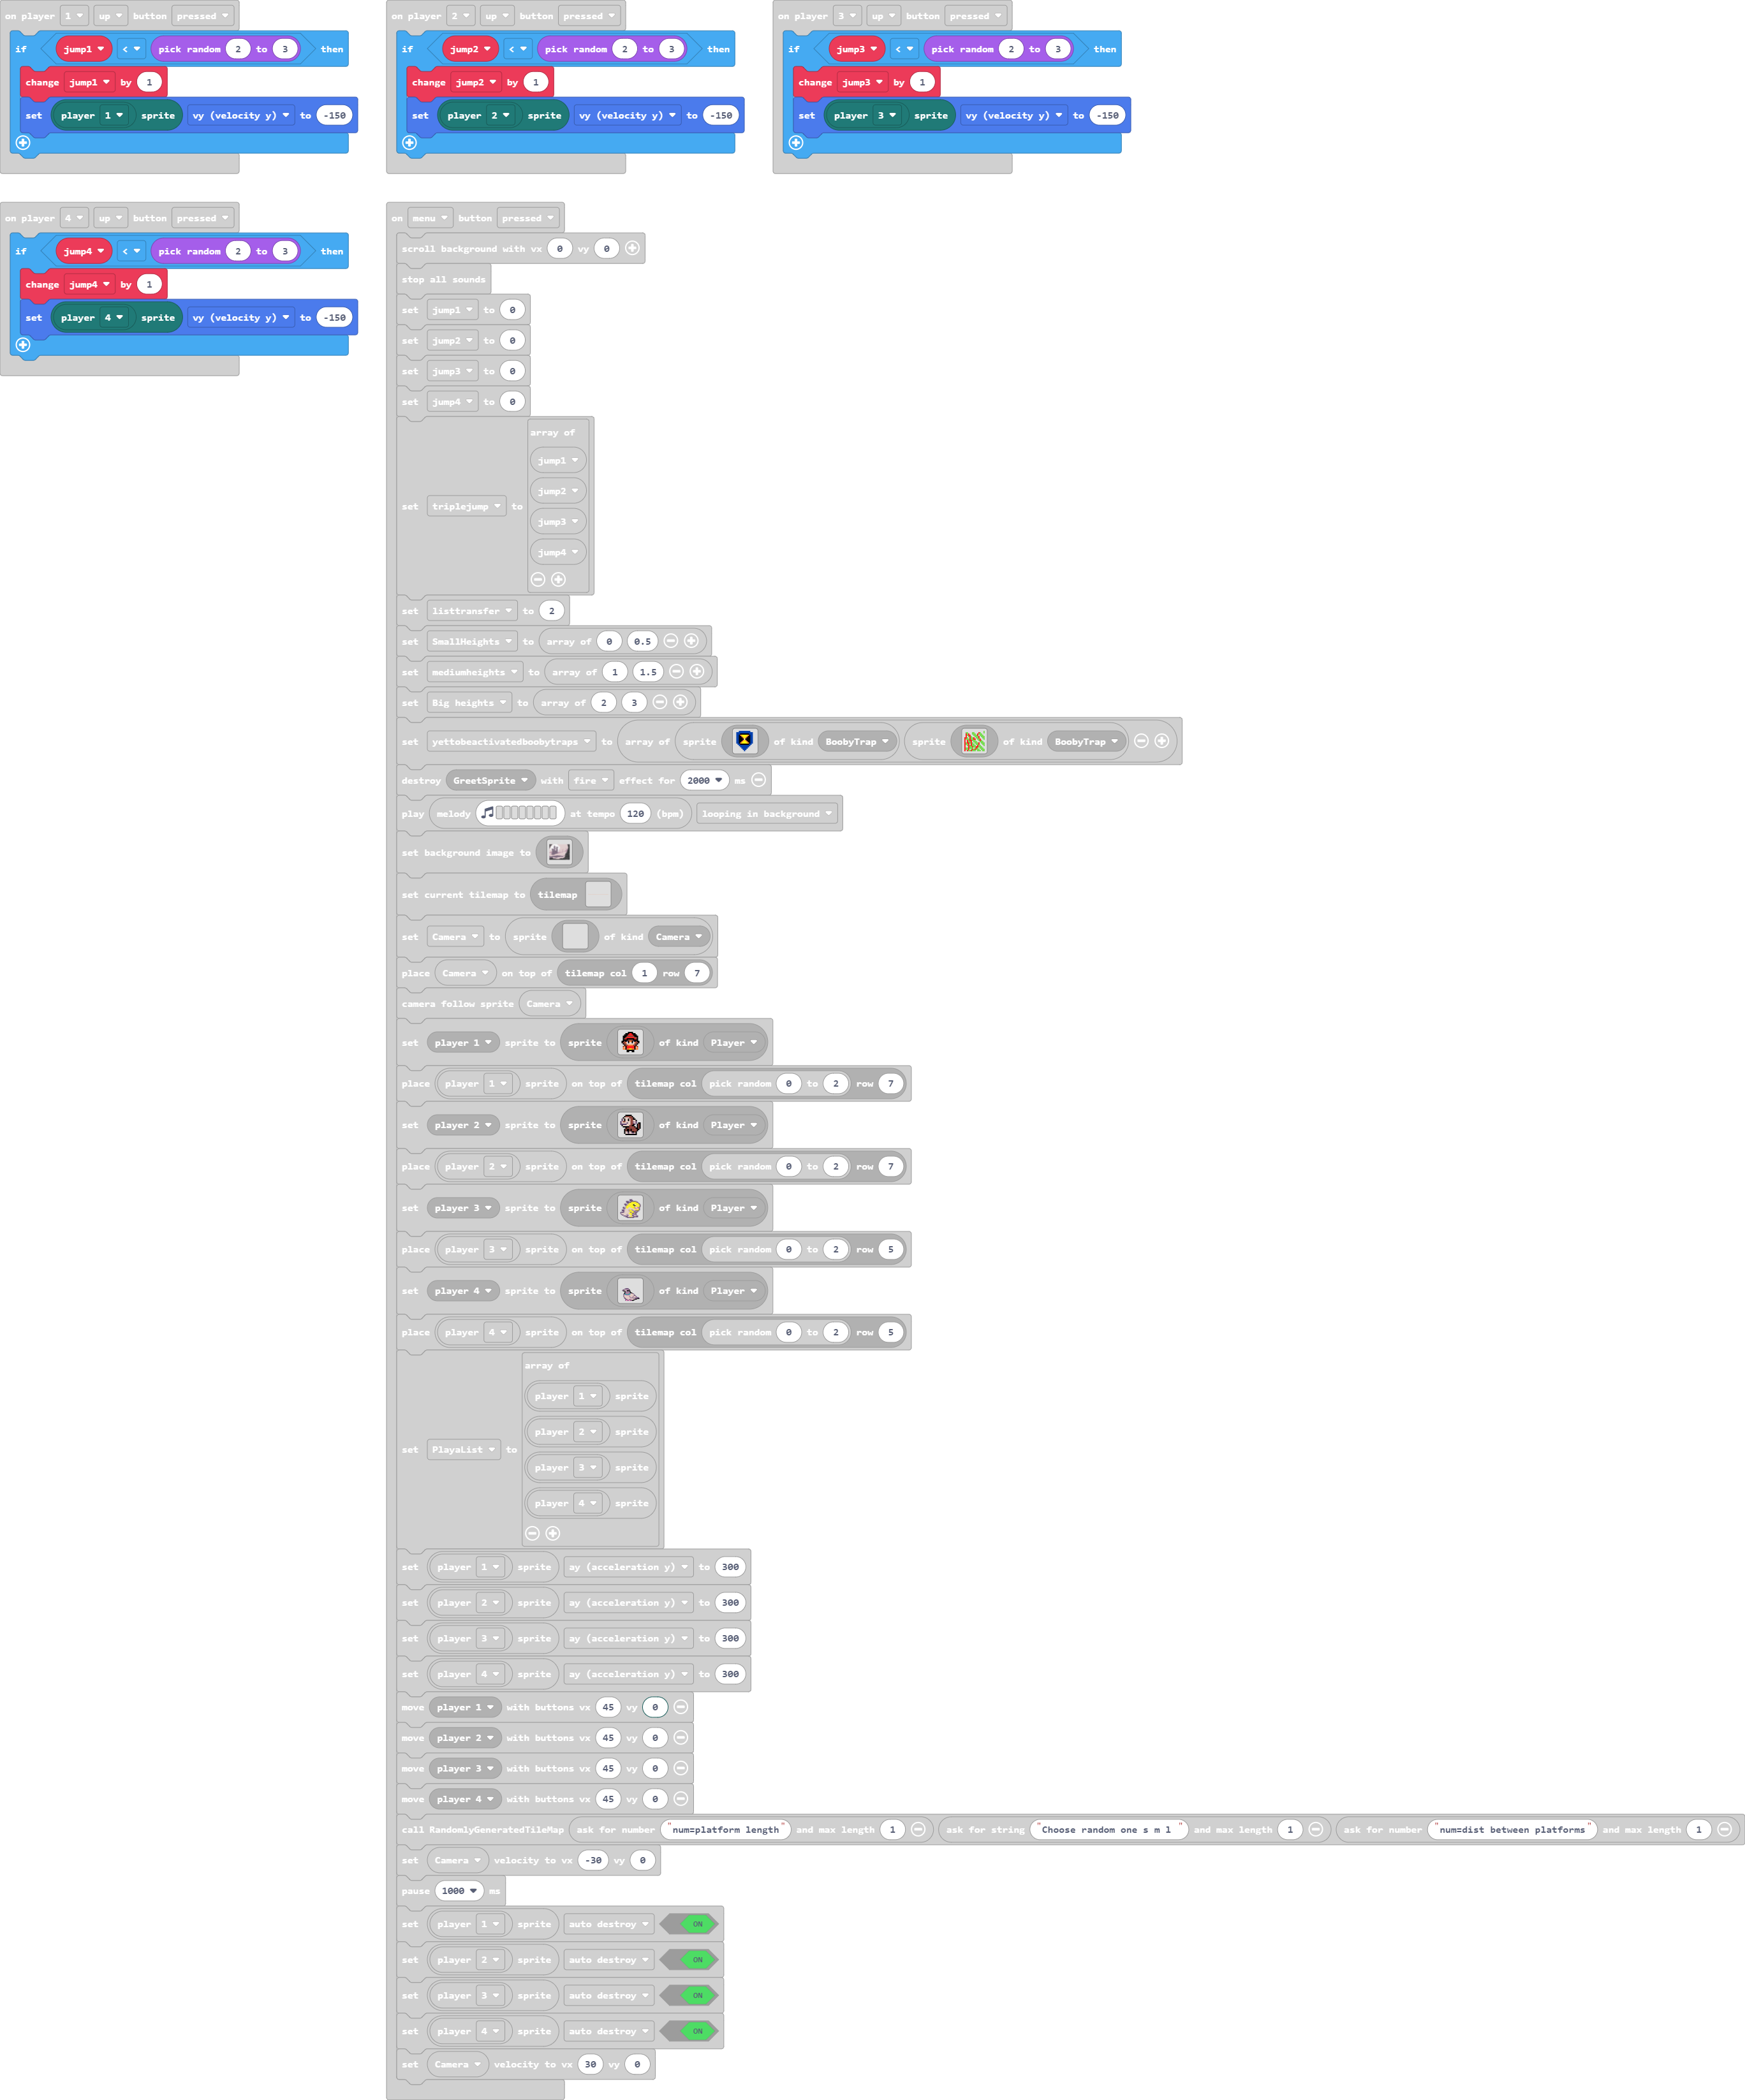 on player 1 up button pressed
if jump1 < pick random 2 to 3 then
change jump1 by 1
set player 1 sprite vy (velocity y) to -150
on player 2 up button pressed
if jump2 < pick random 2 to 3 then
change jump2 by 1
set player 2 sprite vy (velocity y) to -150
on player 3 up button pressed
if jump3 < pick random 2 to 3 then
change jump3 by 1
set player 3 sprite vy (velocity y) to -150
on player 4 up button pressed
if jump4 < pick random 2 to 3 then
change jump4 by 1
set player 4 sprite vy (velocity y) to -150
on menu button pressed
scroll background with vx 0 vy 0
stop all sounds
set jump1 to 0
set jump2 to 0
set jump3 to 0
set jump4 to 0
array of
jump1
jump2
set triplejump to
jump3
jump4
set listtransfer to 2
set SmallHeights to array of 0 0.5
set mediumheights to array of 1 1.5
set Big heights to array of 2 3
set yettobeactivatedboobytraps to array of sprite of kind BoobyTrap sprite of kind BoobyTrap
destroy GreetSprite with fire effect for 2000 ms
play melody at tempo 120 (bpm) looping in background
set background image to
set current tilemap to tilemap
set Camera to sprite of kind Camera
place Camera on top of tilemap col 1 row 7
camera follow sprite Camera
set player 1 sprite to sprite of kind Player
place player 1 sprite on top of tilemap col pick random 0 to 2 row 7
set player 2 sprite to sprite of kind Player
place player 2 sprite on top of tilemap col pick random 0 to 2 row 7
set player 3 sprite to sprite of kind Player
place player 3 sprite on top of tilemap col pick random 0 to 2 row 5
set player 4 sprite to sprite of kind Player
place player 4 sprite on top of tilemap col pick random 0 to 2 row 5
array of
player 1 sprite
player 2 sprite
set PlayaList to
player 3 sprite
player 4 sprite
set player 1 sprite ay (acceleration y) to 300
set player 2 sprite ay (acceleration y) to 300
set player 3 sprite ay (acceleration y) to 300
set player 4 sprite ay (acceleration y) to 300
move player 1 with buttons vx 45 vy 0
move player 2 with buttons vx 45 vy 0
move player 3 with buttons vx 45 vy 0
move player 4 with buttons vx 45 vy 0
call RandomlyGeneratedTileMap ask for number "num=platform length" and max length 1 ask for string "Choose random one s m l " and max length 1 ask for number "num=dist between platforms" and max length 1
set Camera velocity to vx -30 vy 0
pause 1000 ms
set player 1 sprite auto destroy ON
set player 2 sprite auto destroy ON
set player 3 sprite auto destroy ON
set player 4 sprite auto destroy ON
set Camera velocity to vx 30 vy 0